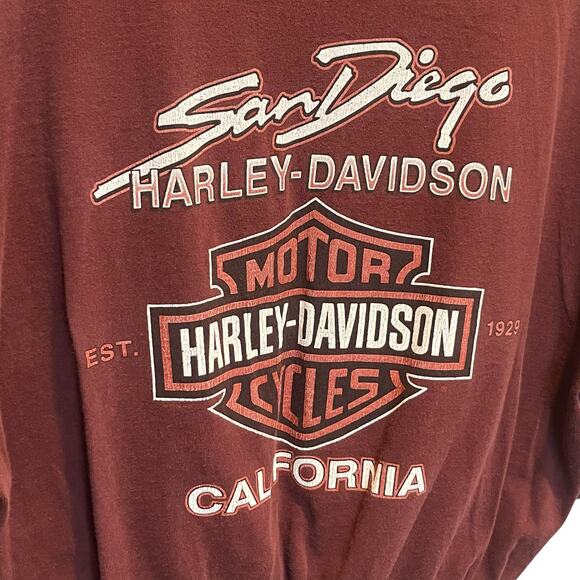 San Diego
HARLEY-DAVIDSON
MOTOR
EST. HARLEY-DAVIDSON 1929
CYCLES
CALIFORNIA